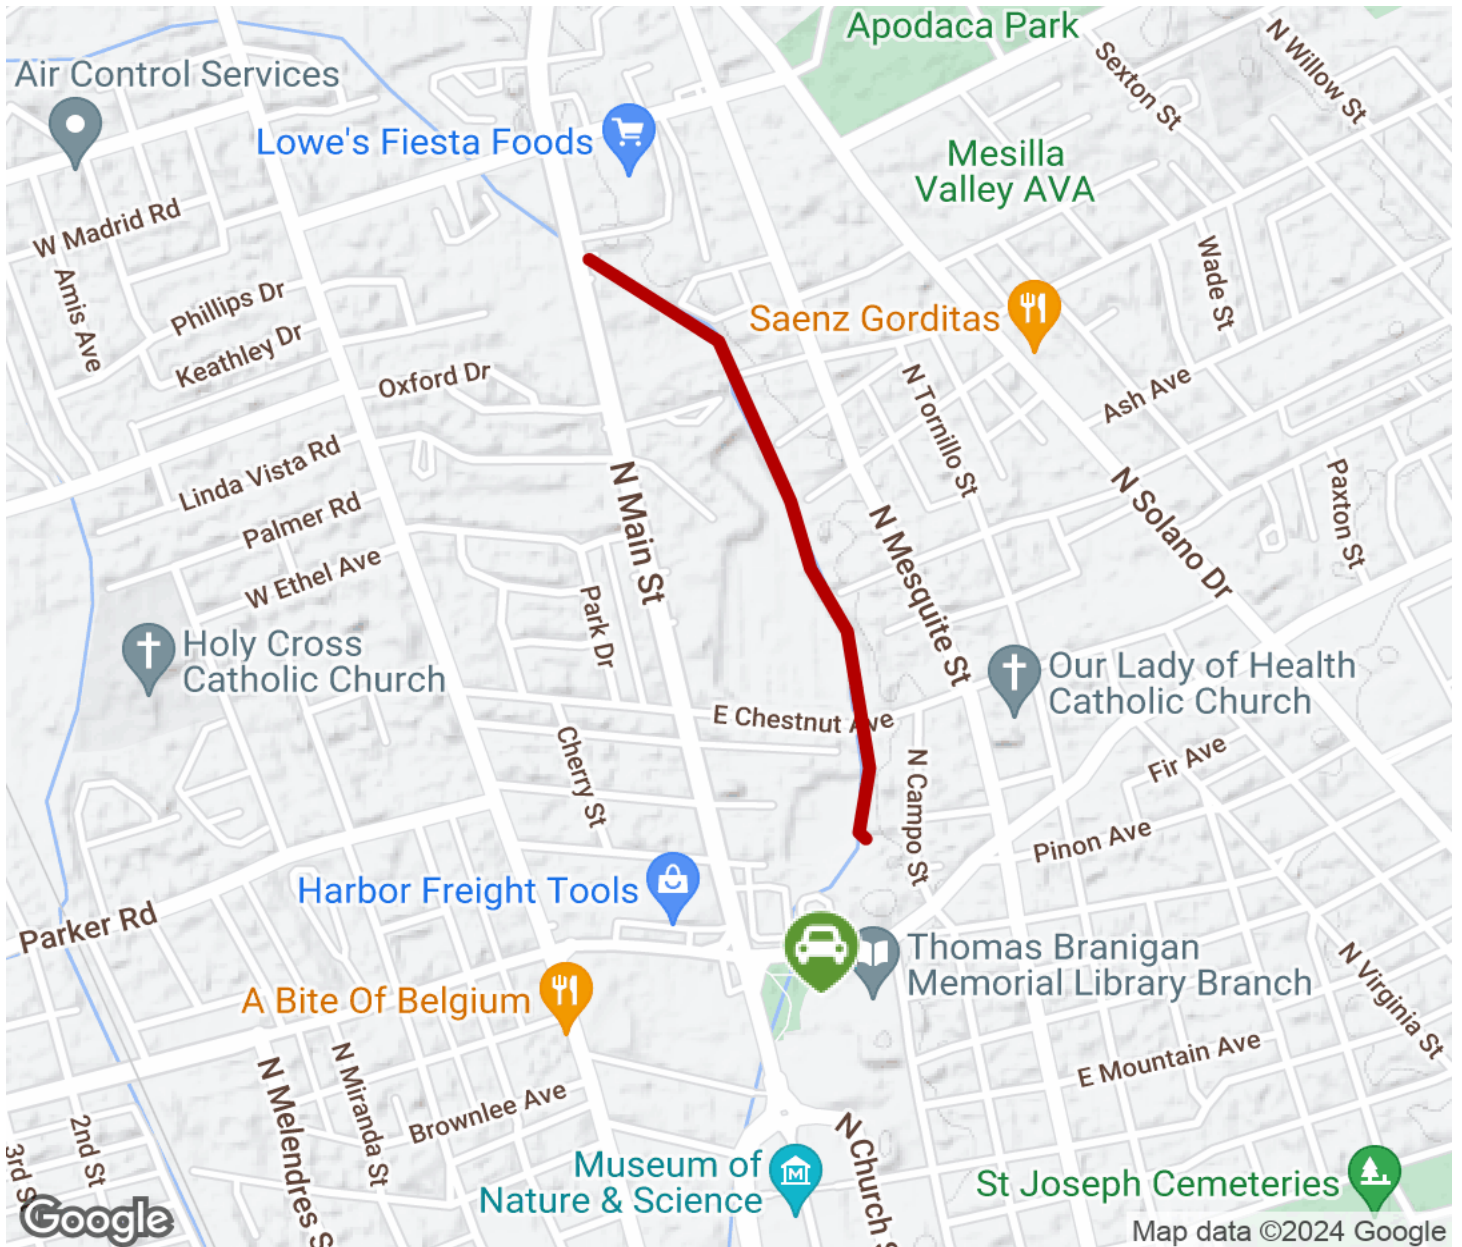 Apodaca Park
N Willow St
Sexton St
Air Control Services
Lowe's Fiesta Foods
Mesilla
Valley AVA
W Madrid Rd
Amis Ave
Phillips Dr
Wade St
Saenz Gorditas
Keathley Dr
Oxford Dr
N Tornillo St
Ash Ave
Linda Vista Rd
N Main St
Palmer Rd
N Mesquite St
N Solano Dr
Paxton St
W Ethel Ave
Park Dr
Holy Cross
Catholic Church
Our Lady of Health
Catholic Church
E Chestnut Ave
Cherry St
N Campo St
Fir Ave
Pinon Ave
Harbor Freight Tools
Parker Rd
Thomas Branigan
Memorial Library Branch
N Virginia St
A Bite Of Belgium
E Mountain Ave
N Melendres S
N Miranda St
Brownlee Ave
2nd St
3rd S
N Church S
Museum of
Nature & Science
M
St Joseph Cemeteries
Google
Map data ©2024 Google